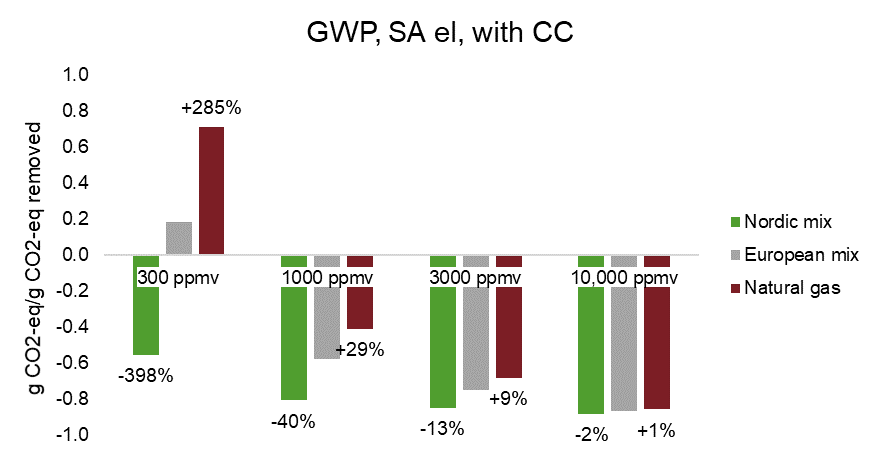 GWP, SA el, with CC
g CO2-eq/g CO2-eq removed
1.0
0.8
0.6
0.4
0.2
0.0
-0.2
-0.4
-0.6
-0.8
-1.0
+285%
300 ppmv
1000 ppmv
3000 ppmv
10,000 ppmv
-398%
+29%
-40%
+9%
-13%
-2%
+1%
Nordic mix
European mix
Natural gas